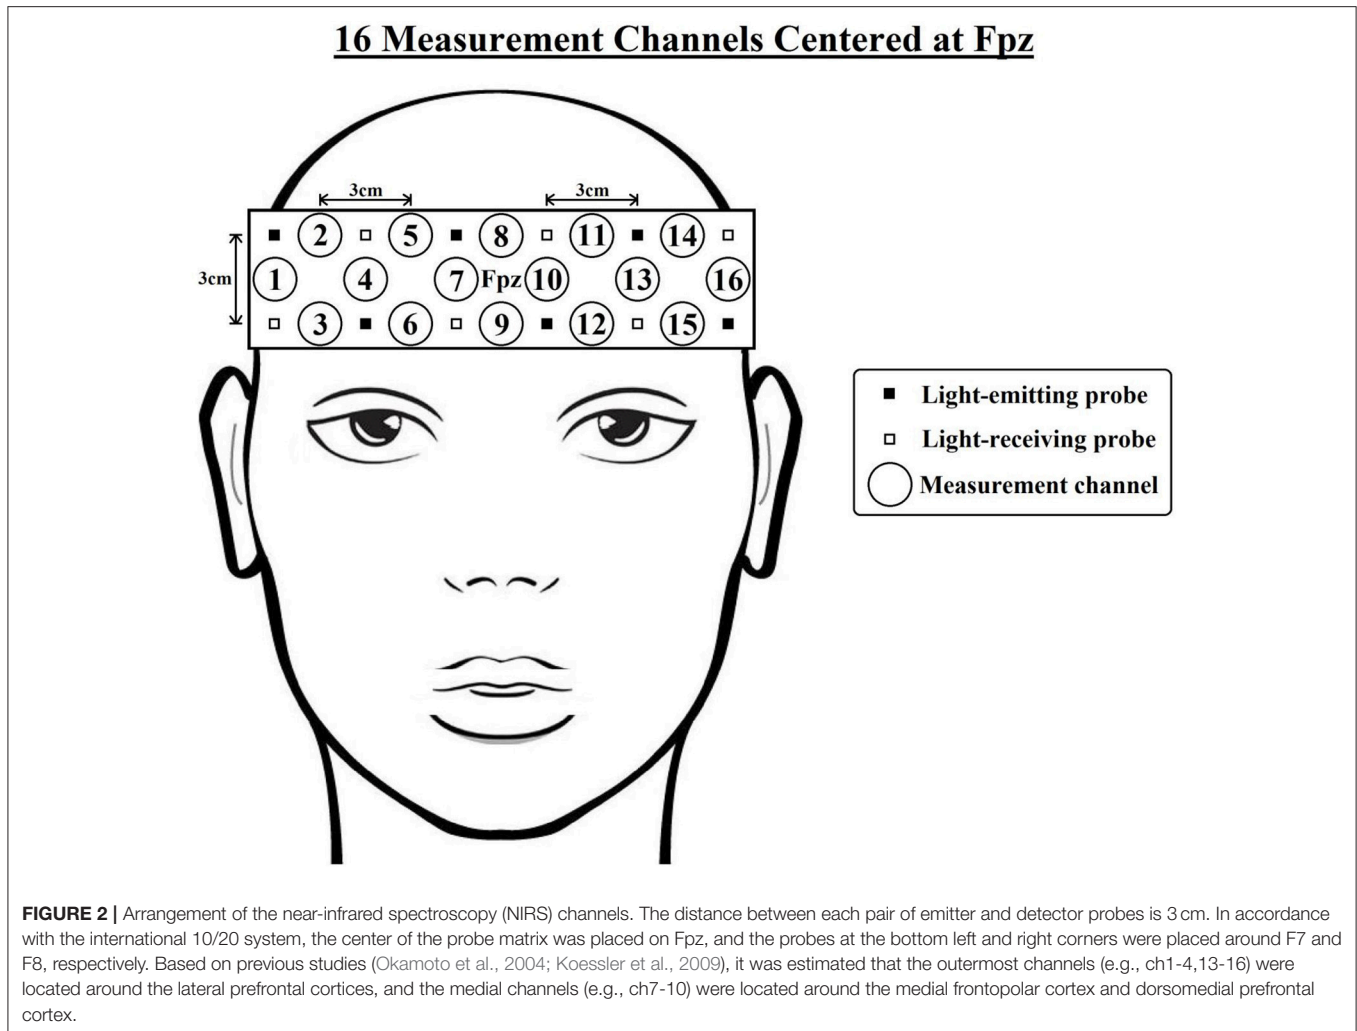 16 Measurement Channels Centered at Fpz
3cm 3cm
2 5 8 11 14
3cm 1 4 7 Fpz 10 13 16
3 6 9 12 15
Light-emitting probe
Light-receiving probe
Measurement channel
FIGURE 2 | Arrangement of the near-infrared spectroscopy (NIRS) channels. The distance between each pair of emitter and detector probes is 3 cm. In accordance
with the international 10/20 system, the center of the probe matrix was placed on Fpz, and the probes at the bottom left and right corners were placed around F7 and
F8, respectively. Based on previous studies (Okamoto et al., 2004; Koessler et al., 2009), it was estimated that the outermost channels (e.g., ch1-4,13-16) were
located around the lateral prefrontal cortices, and the medial channels (e.g., ch7-10) were located around the medial frontopolar cortex and dorsomedial prefrontal
cortex.